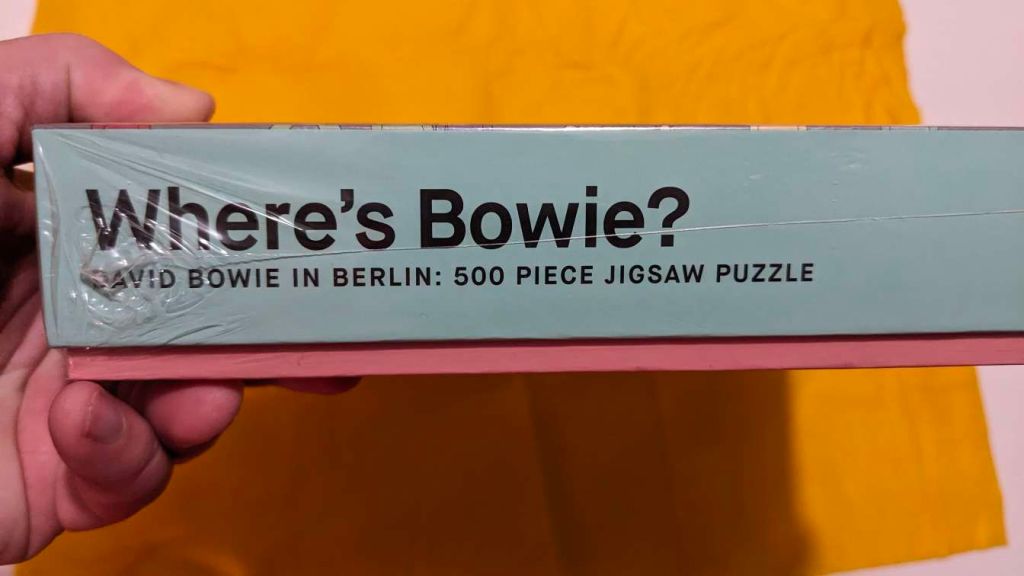 Where's Bowie?
DAVID BOWIE IN BERLIN: 500 PIECE JIGSAW PUZZLE